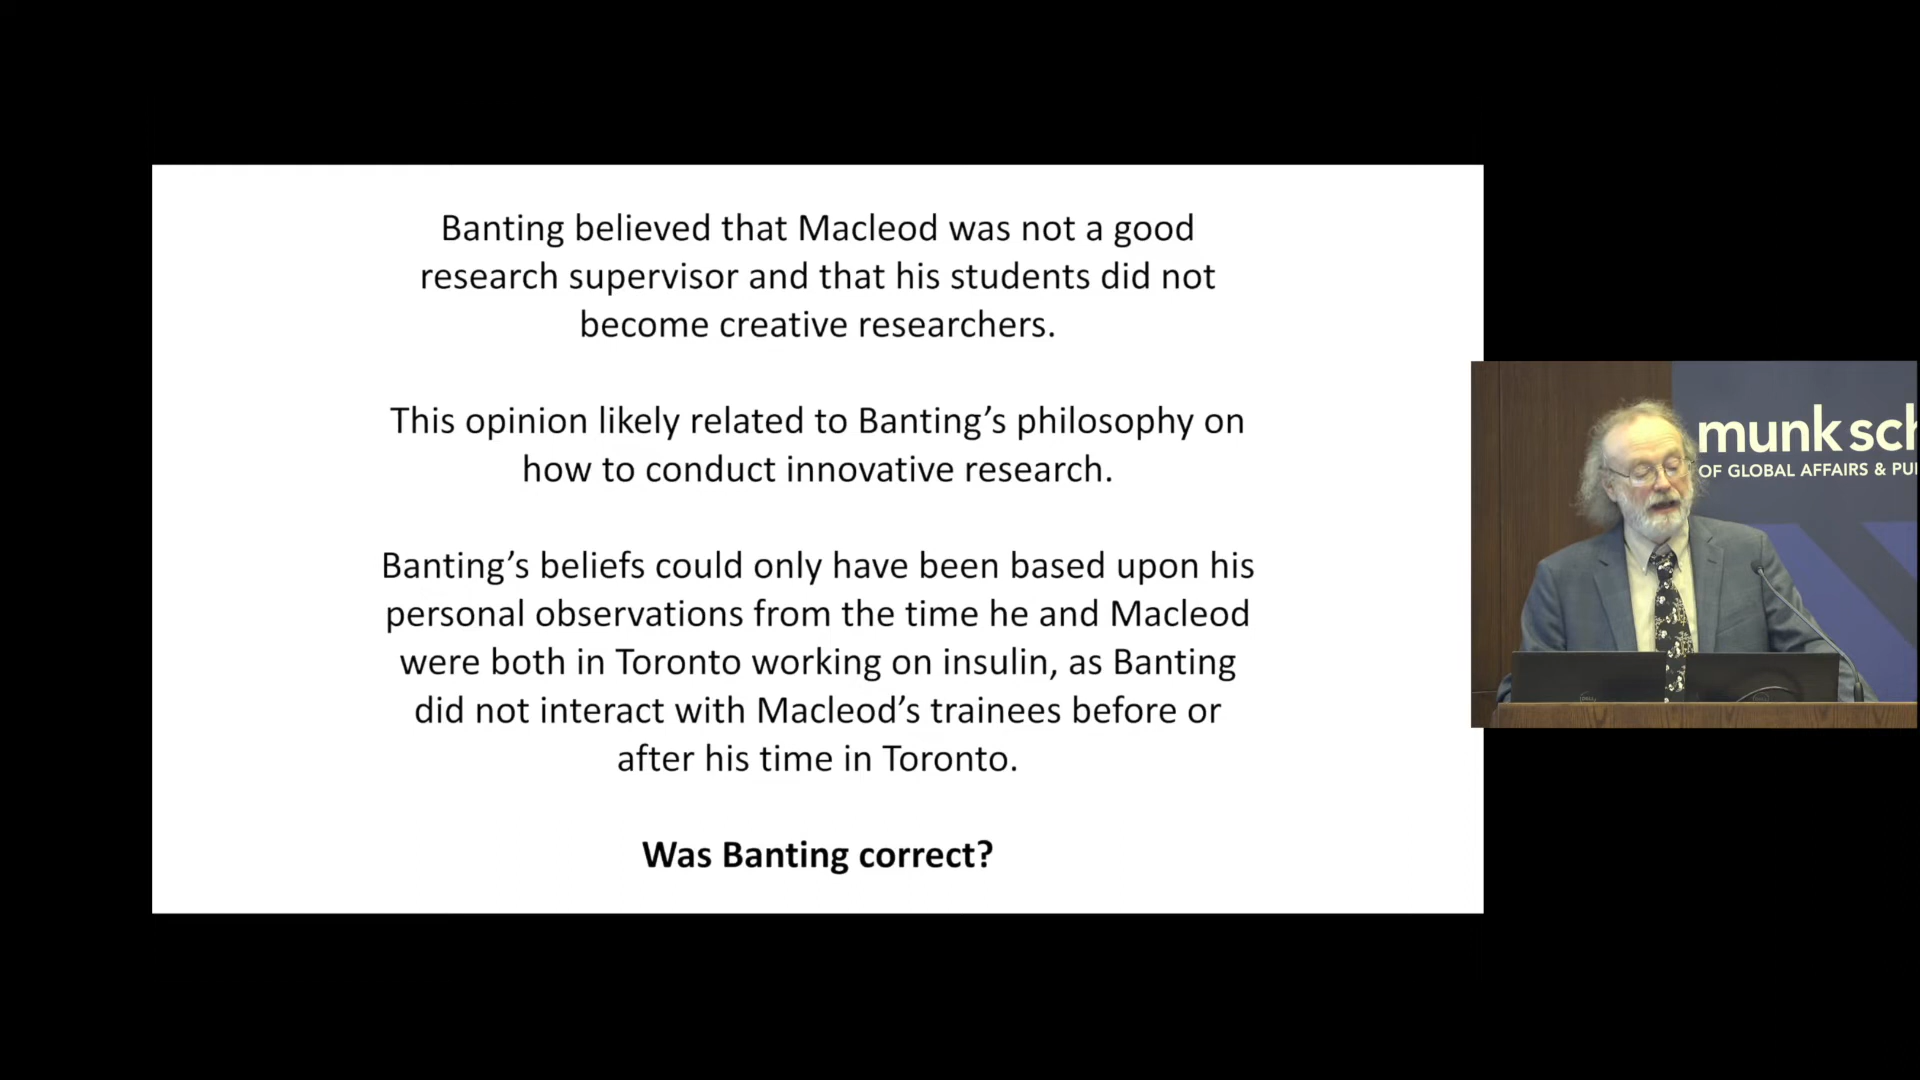 Banting believed that Macleod was not a good
research supervisor and that his students did not
become creative researchers.
This opinion likely related to Banting's philosophy on
how to conduct innovative research.
Banting's beliefs could only have been based upon his
personal observations from the time he and Macleod
were both in Toronto working on insulin, as Banting
did not interact with Macleod's trainees before or
after his time in Toronto.
Was Banting correct?
munk sch
OF GLOBAL AFFAIRS & PU